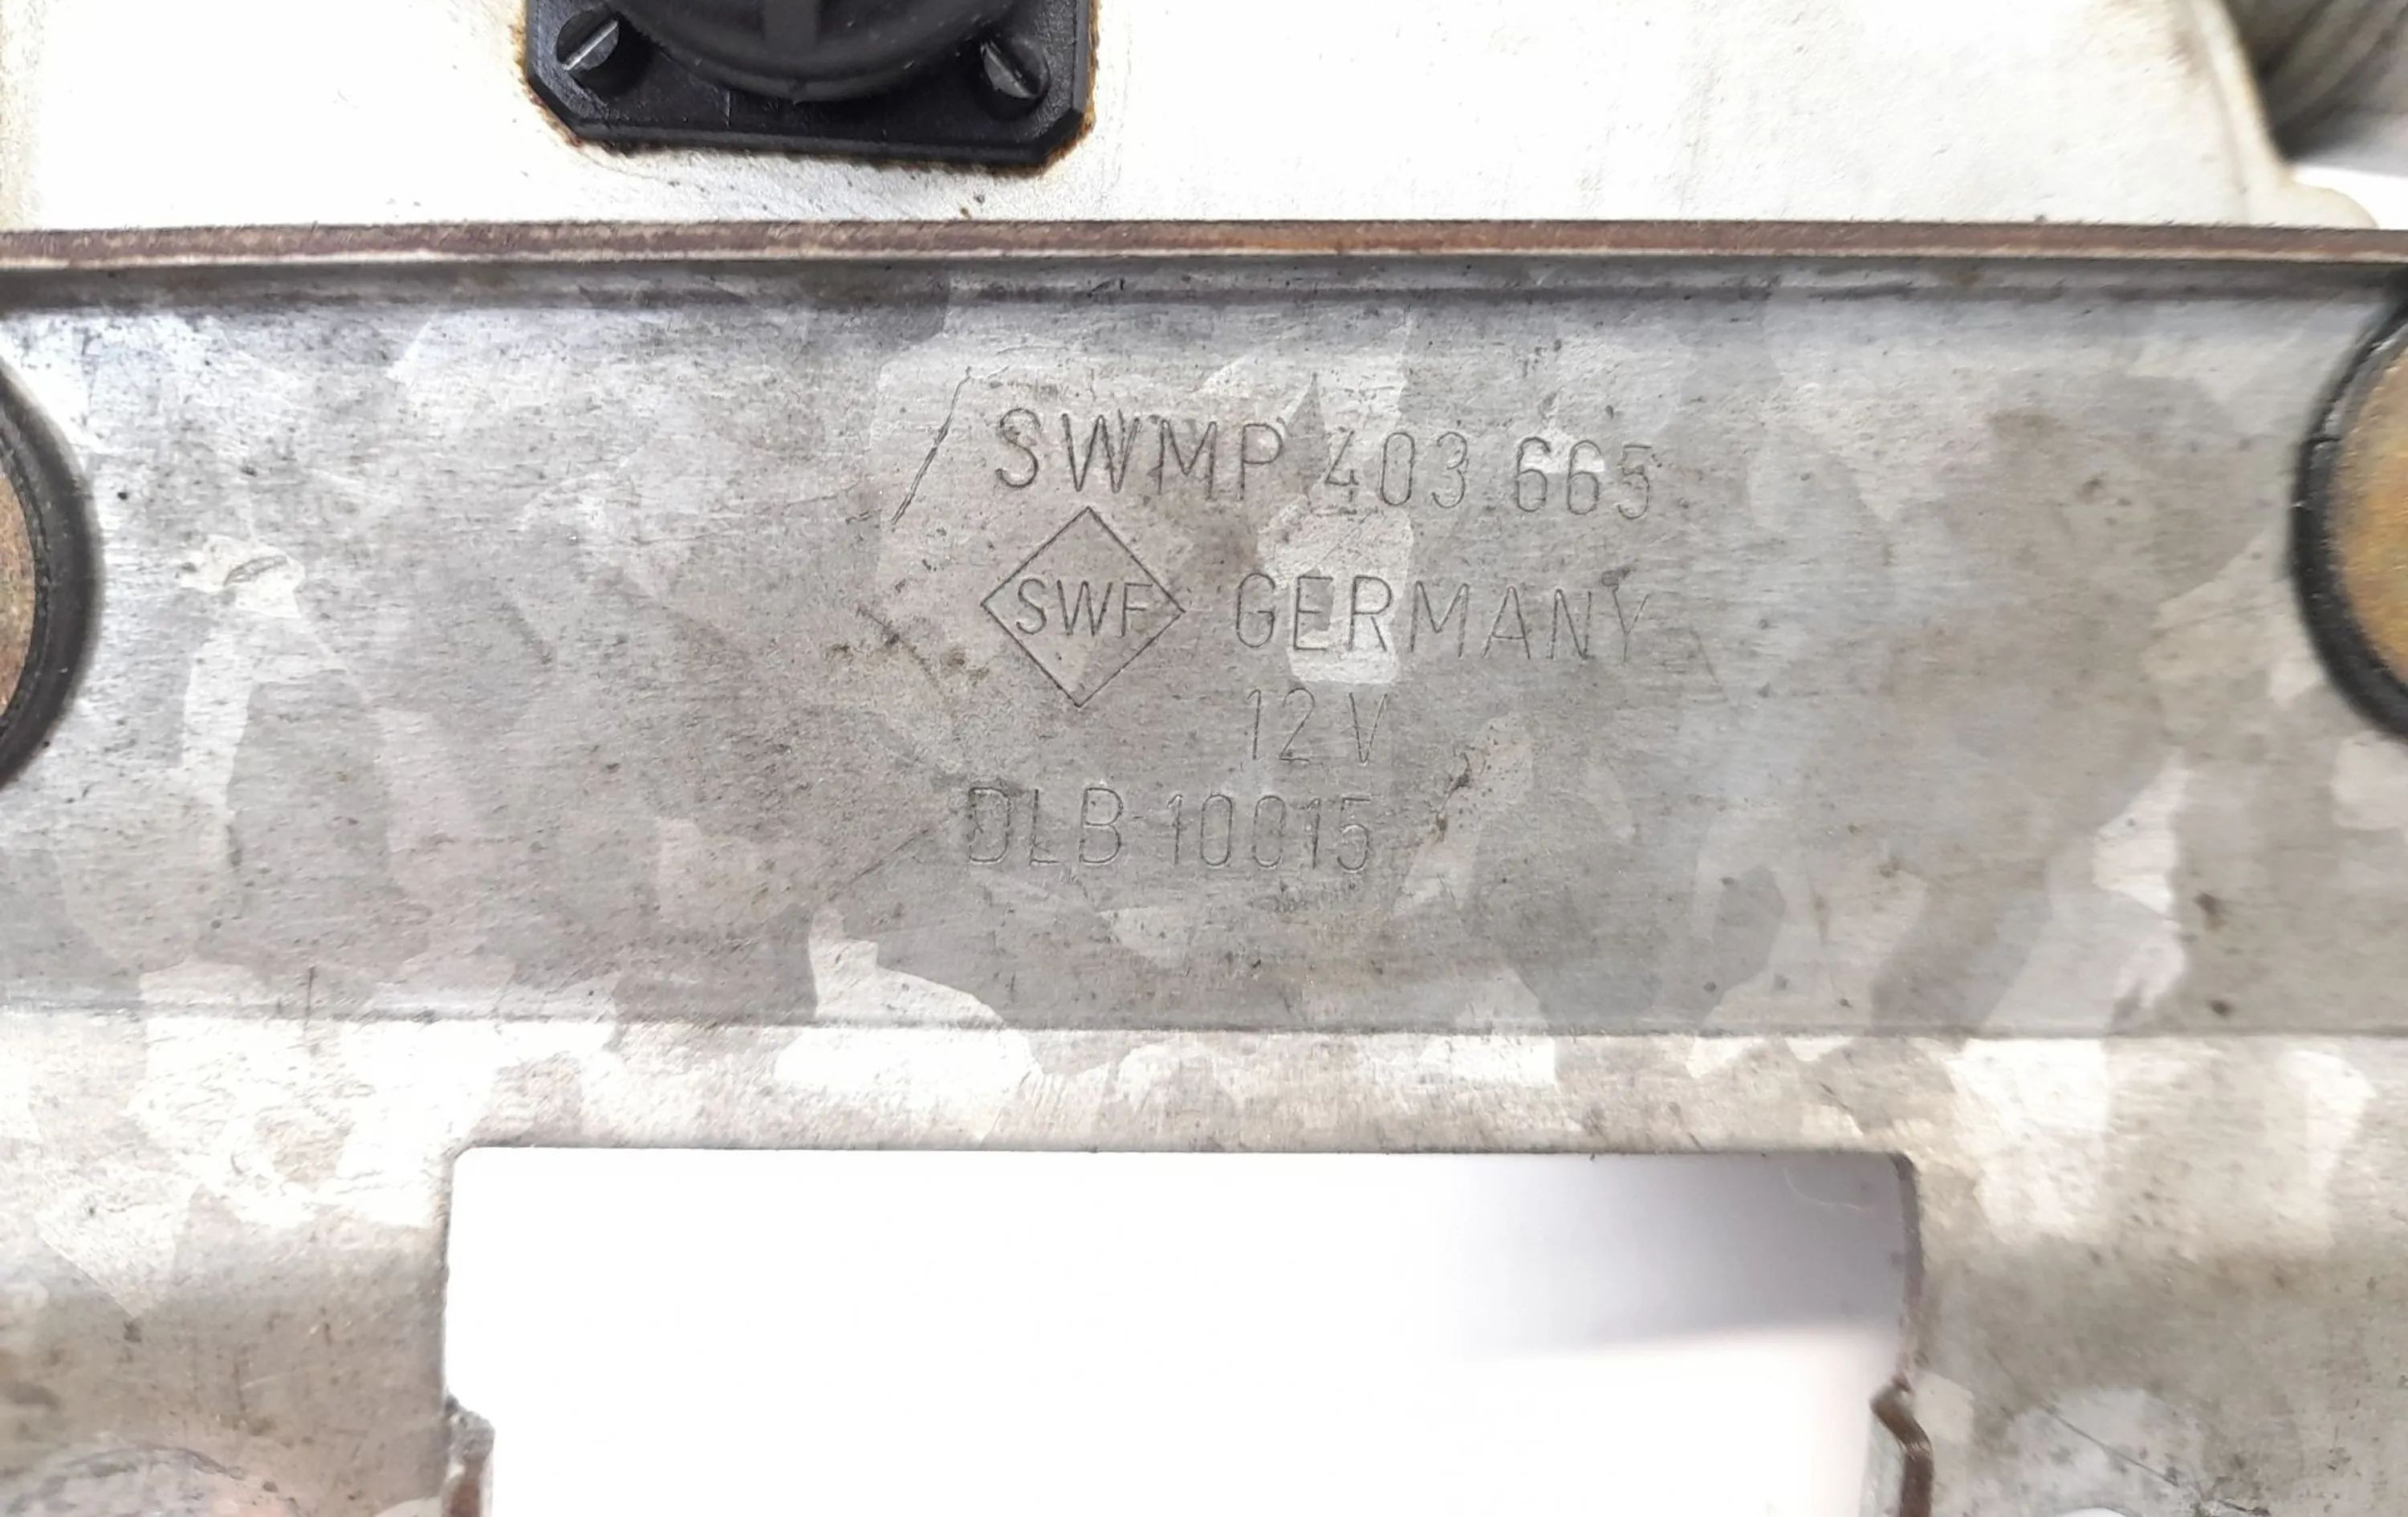 SWMP 403 665
SWF GERMANY
12 V
DLB 10015